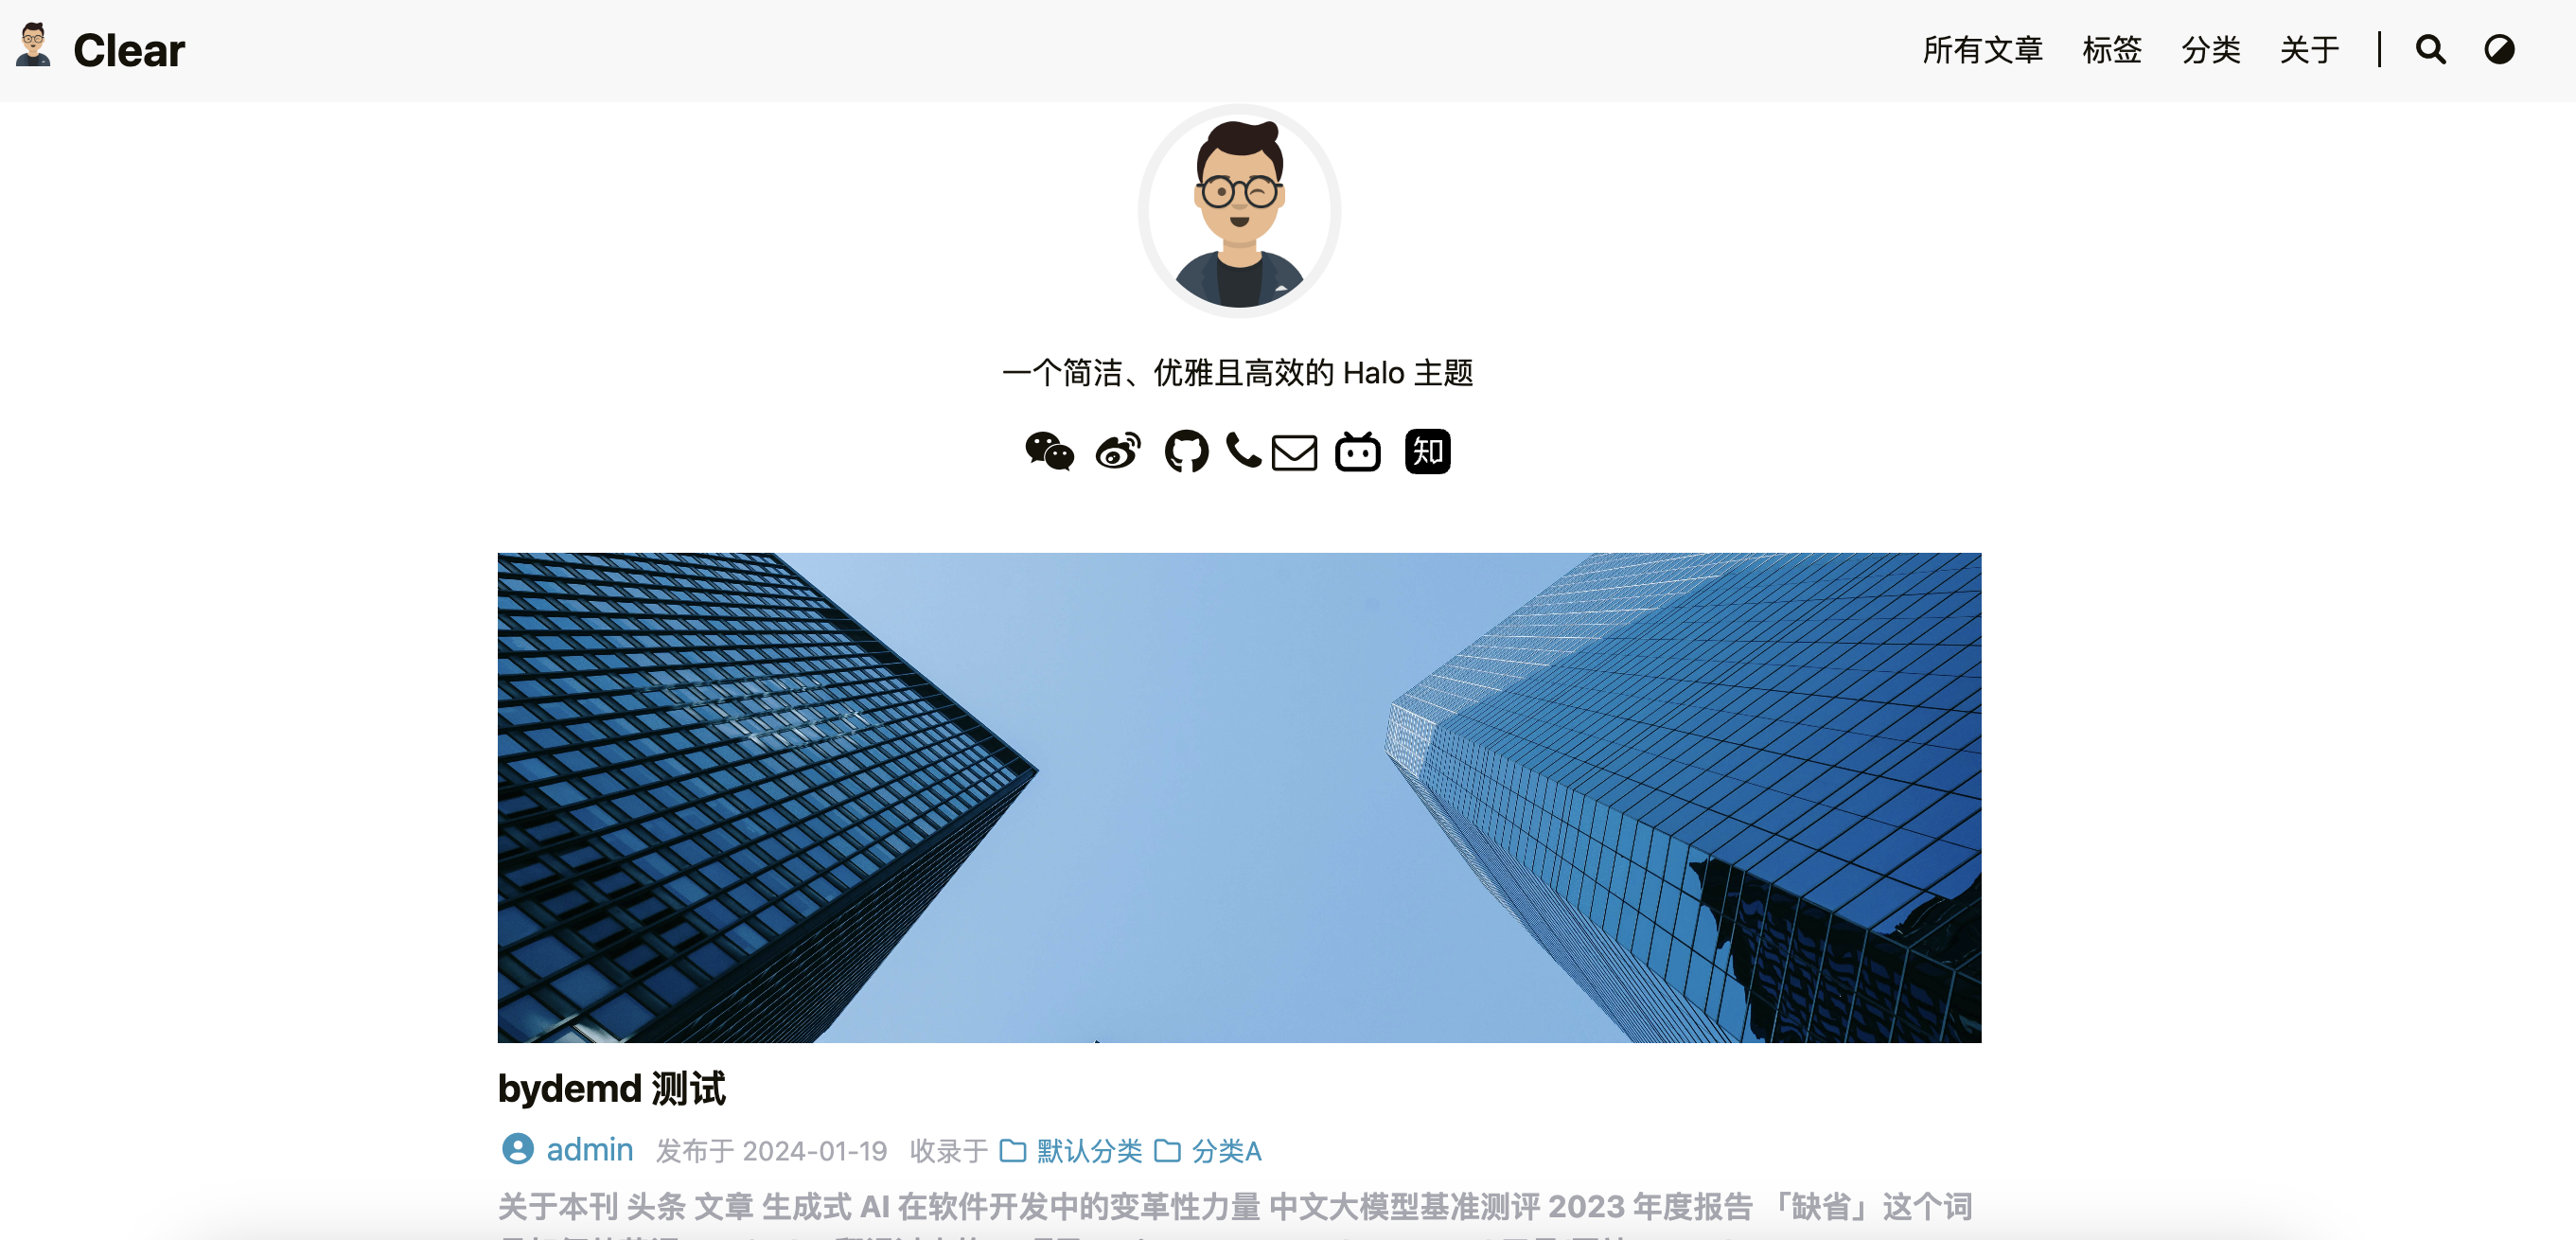 Clear
所有文章 标签 分类 关于
一个简洁、优雅且高效的 Halo 主题
知
bydemd 测试
admin 发布于 2024-01-19 收录于 默认分类 分类A
关于本刊 头条 文章 生成式 AI 在软件开发中的变革性力量 中文大模型基准测评 2023 年度报告 「缺省」这个词